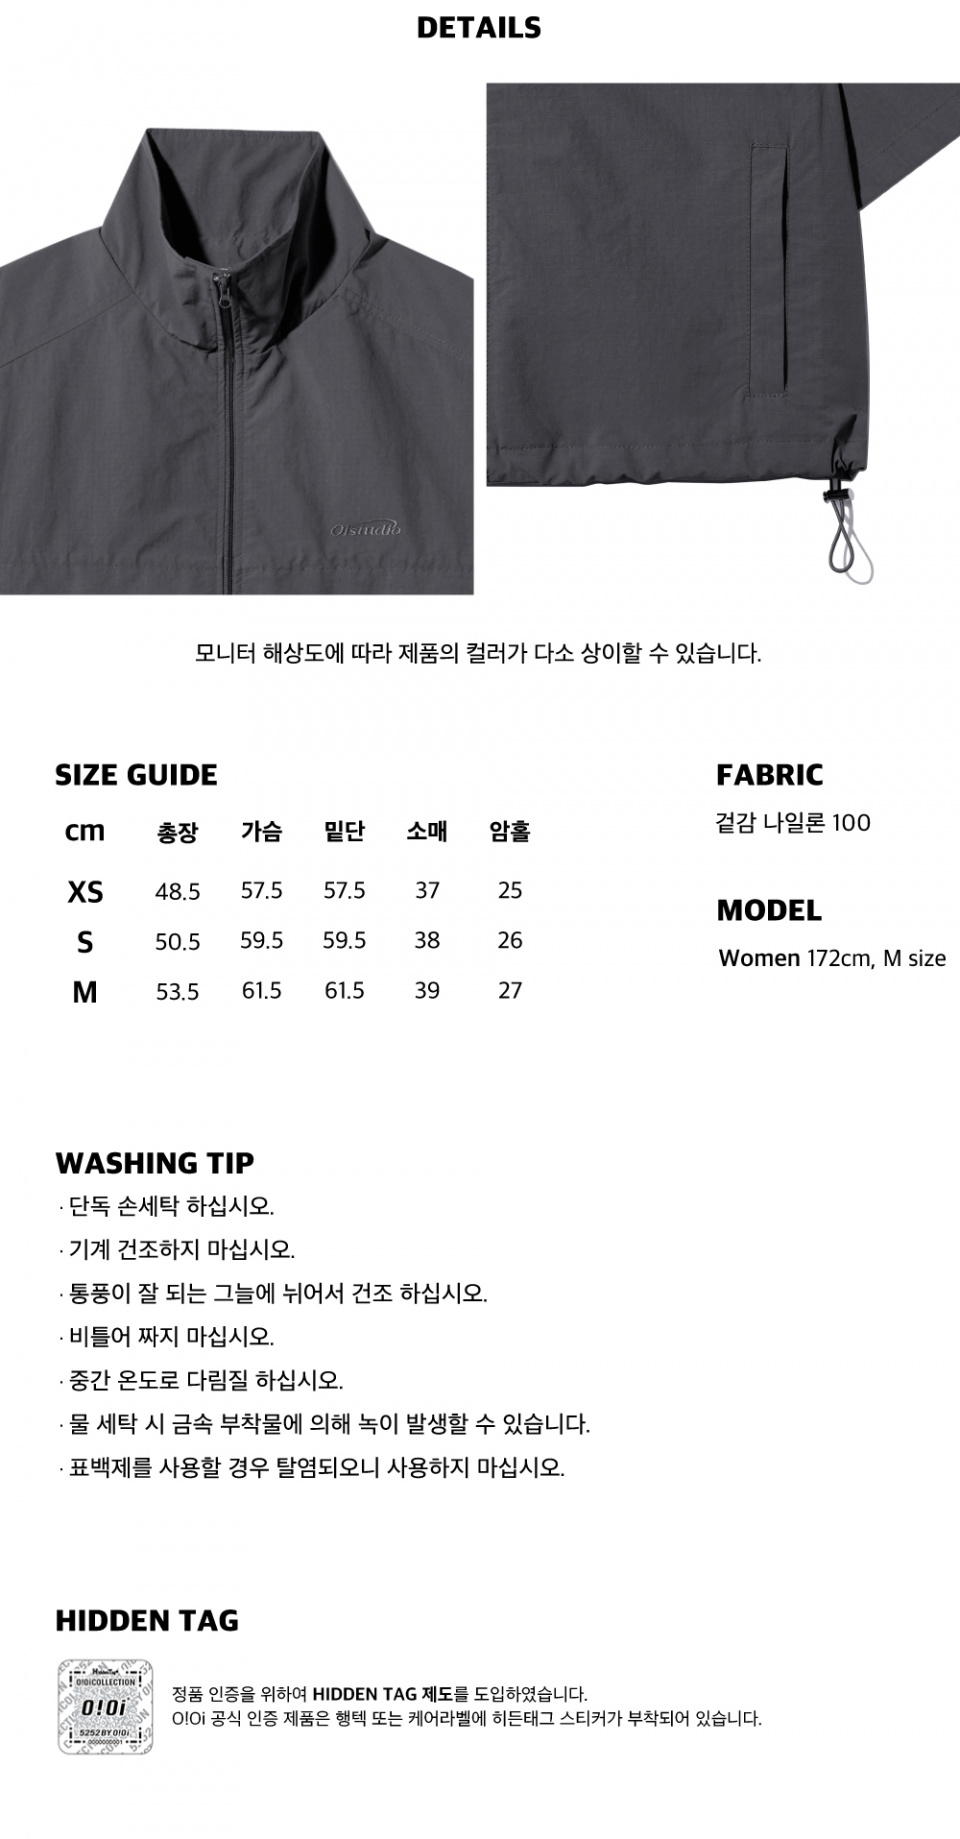 DETAILS
Oistudio
모니터 해상도에 따라 제품의 컬러가 다소 상이할 수 있습니다.
SIZE GUIDE
cm 총장 가슴 밑단 소매 암홀
XS 48.5 57.5 57.5 37 25
S 50.5 59.5 59.5 38 26
M 53.5 61.5 61.5 39 27
FABRIC
겉감 나일론 100
MODEL
Women 172cm, M size
WASHING TIP
· 단독 손세탁 하십시오.
· 기계 건조하지 마십시오.
· 통풍이 잘 되는 그늘에 뉘어서 건조 하십시오.
· 비틀어 짜지 마십시오.
· 중간 온도로 다림질 하십시오.
· 물 세탁 시 금속 부착물에 의해 녹이 발생할 수 있습니다.
· 표백제를 사용할 경우 탈염되오니 사용하지 마십시오.
HIDDEN TAG
HiddenTag
O!OiCOLLECTION
O!Oi
5252 BY O!Oi
0000000001
정품 인증을 위하여 HIDDEN TAG 제도를 도입하였습니다.
O!Oi 공식 인증 제품은 행텍 또는 케어라벨에 히든태그 스티커가 부착되어 있습니다.